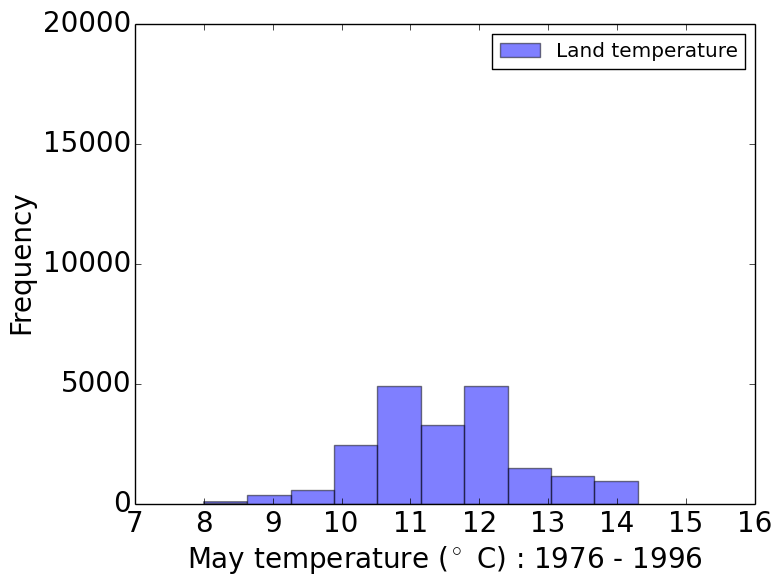 20000
15000
10000
5000
0
Frequency
Land temperature
7 8 9 10 11 12 13 14 15 16
May temperature (° C) : 1976 - 1996